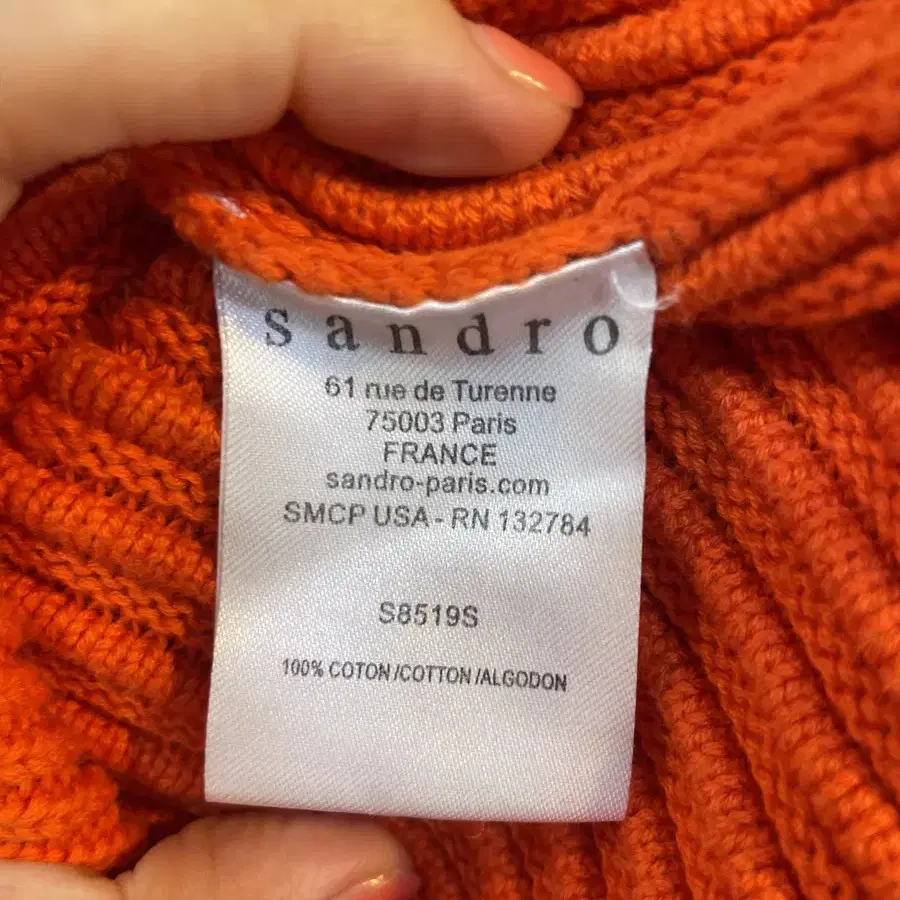 sandro
61 rue de Turenne
75003 Paris
FRANCE
sandro-paris.com
SMCP USA - RN 132784
S8519S
100% COTON /COTTON /ALGODON